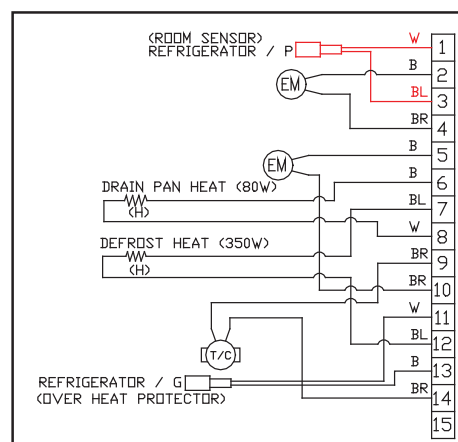 (ROOM SENSOR)
REFRIGERATOR / P
W
1
B
2
EM
BL
3
BR
4
B
5
EM
B
6
DRAIN PAN HEAT (80W)
(H)
BL
7
W
8
DEFROST HEAT (350W)
(H)
BR
9
BR
10
W
11
BL
12
T/C
B
13
REFRIGERATOR / G
(OVER HEAT PROTECTOR)
BR
14
15